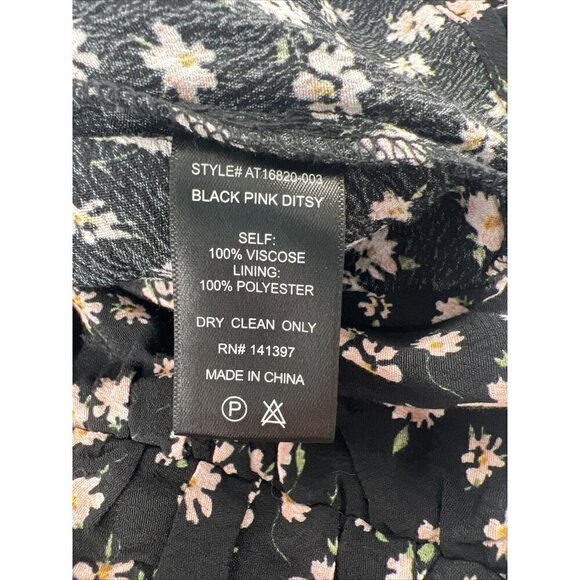 STYLE# AT16820-003
BLACK PINK DITSY
SELF:
100% VISCOSE
LINING:
100% POLYESTER
DRY CLEAN ONLY
RN# 141397
MADE IN CHINA
P